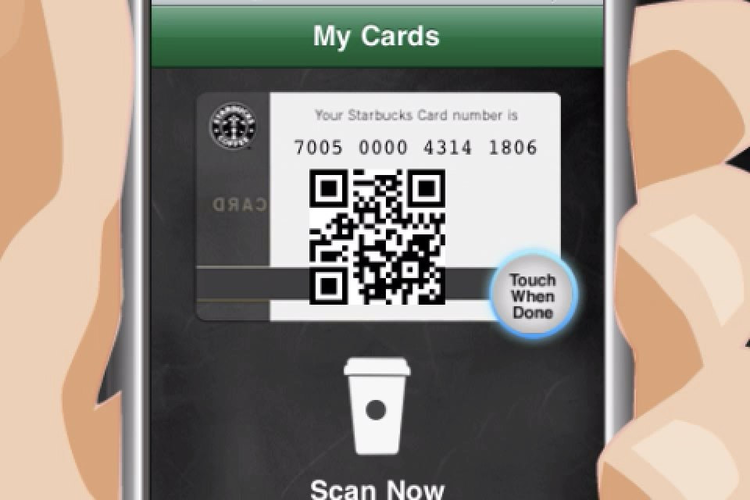 My Cards
STARBUCKS
COFFEE
Your Starbucks Card number is
7005 0000 4314 1806
CARD
Touch
When
Done
Scan Now